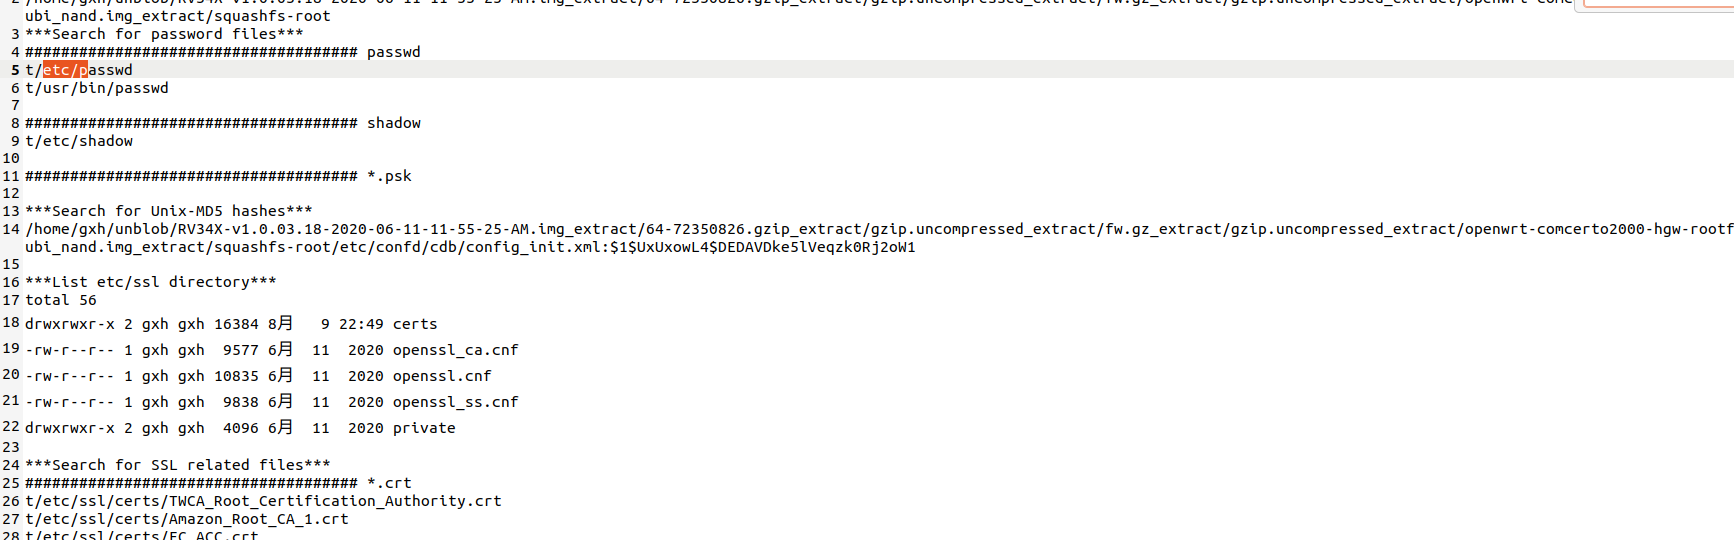 2 /home/gxh/unblob/RV34X-v1.0.03.18-2020-06-11-11-55-25-AM.img_extract/64-72350826.gzip_extract/gzip.uncompressed_extract/fw.gz_extract/gzip.uncompressed_extract/openwrt-comc
ubi_nand.img_extract/squashfs-root
3 ***Search for password files***
4 ##################################### passwd
5 t/etc/passwd
6 t/usr/bin/passwd
7
8 ##################################### shadow
9 t/etc/shadow
10
11 ##################################### *.psk
12
13 ***Search for Unix-MD5 hashes***
14 /home/gxh/unblob/RV34X-v1.0.03.18-2020-06-11-11-55-25-AM.img_extract/64-72350826.gzip_extract/gzip.uncompressed_extract/fw.gz_extract/gzip.uncompressed_extract/openwrt-comcerto2000-hgw-rootf
ubi_nand.img_extract/squashfs-root/etc/confd/cdb/config_init.xml:$1$UxUxowL4$DEDAVDke5lVeqzk0Rj2oW1
15
16 ***List etc/ssl directory***
17 total 56
18 drwxrwxr-x 2 gxh gxh 16384 8月   9 22:49 certs
19 -rw-r--r-- 1 gxh gxh  9577 6月  11  2020 openssl_ca.cnf
20 -rw-r--r-- 1 gxh gxh 10835 6月  11  2020 openssl.cnf
21 -rw-r--r-- 1 gxh gxh  9838 6月  11  2020 openssl_ss.cnf
22 drwxrwxr-x 2 gxh gxh  4096 6月  11  2020 private
23
24 ***Search for SSL related files***
25 ##################################### *.crt
26 t/etc/ssl/certs/TWCA_Root_Certification_Authority.crt
27 t/etc/ssl/certs/Amazon_Root_CA_1.crt
28 t/etc/ssl/certs/EC_ACC.crt